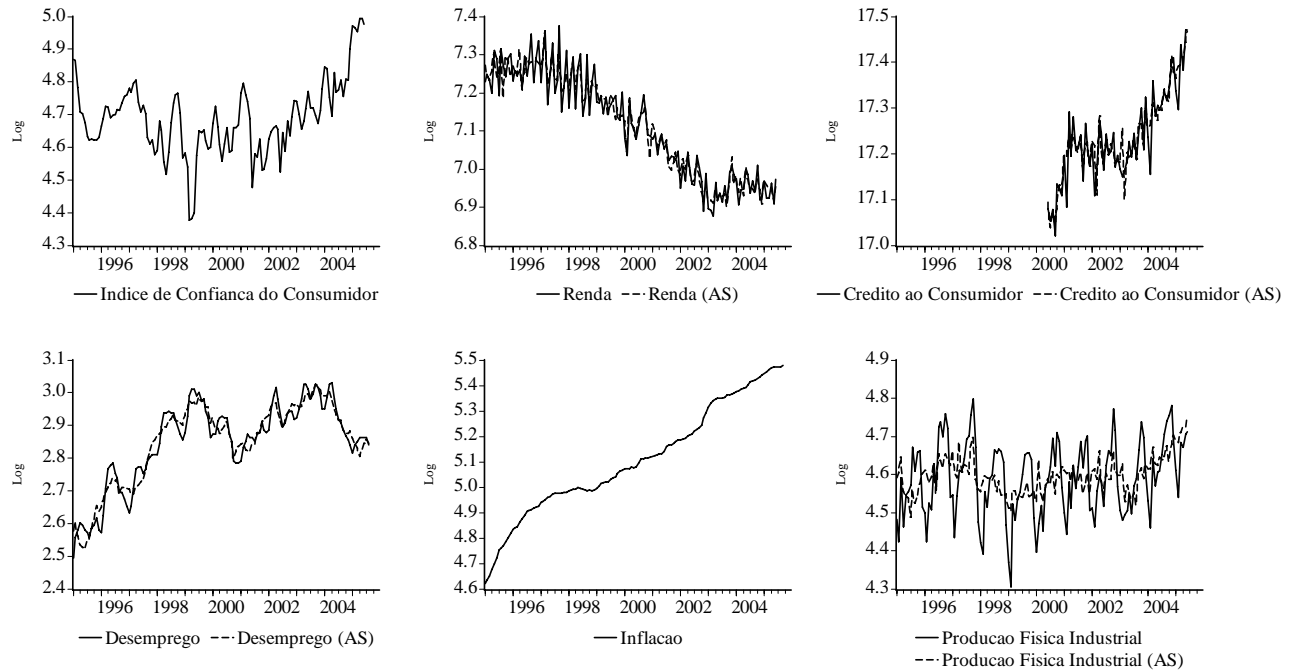 5.0
4.9
4.8
4.7
4.6
4.5
4.4
4.3
Log
1996 1998 2000 2002 2004
Indice de Confianca do Consumidor
7.4
7.3
7.2
7.1
7.0
6.9
6.8
Log
1996 1998 2000 2002 2004
Renda Renda (AS)
17.5
17.4
17.3
17.2
17.1
17.0
Log
1996 1998 2000 2002 2004
Credito ao Consumidor Credito ao Consumidor (AS)
3.1
3.0
2.9
2.8
2.7
2.6
2.5
2.4
Log
1996 1998 2000 2002 2004
Desemprego Desemprego (AS)
5.5
5.4
5.3
5.2
5.1
5.0
4.9
4.8
4.7
4.6
Log
1996 1998 2000 2002 2004
Inflacao
4.9
4.8
4.7
4.6
4.5
4.4
4.3
Log
1996 1998 2000 2002 2004
Producao Fisica Industrial
Producao Fisica Industrial (AS)